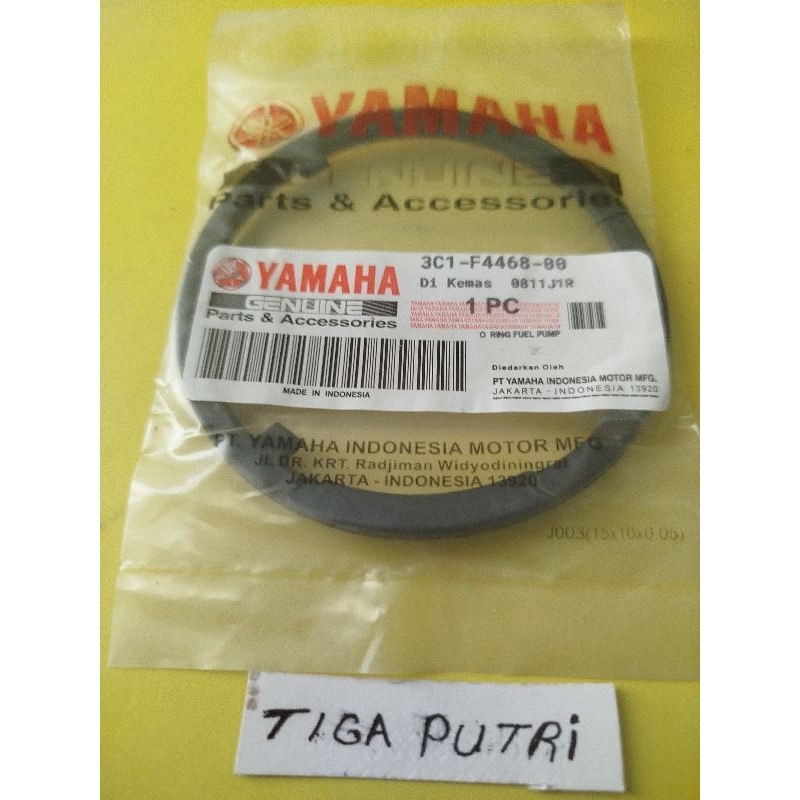 YAMAHA
GENUINE
Parts & Accessories
YAMAHA
GENUINE
Parts & Accessories
3C1-F4468-00
Di Kemas 0811J1R
1 PC
O RING FUEL PUMP
MADE IN INDONESIA
Diedarkan Oleh
PT YAMAHA INDONESIA MOTOR MFG.
JAKARTA - INDONESIA 13920
PT. YAMAHA INDONESIA MOTOR MFG
Jl. DR. KRT. Radjiman Widyodiningrat
JAKARTA - INDONESIA 13920
J003(15x10x0.05)
TIGA PUTRi